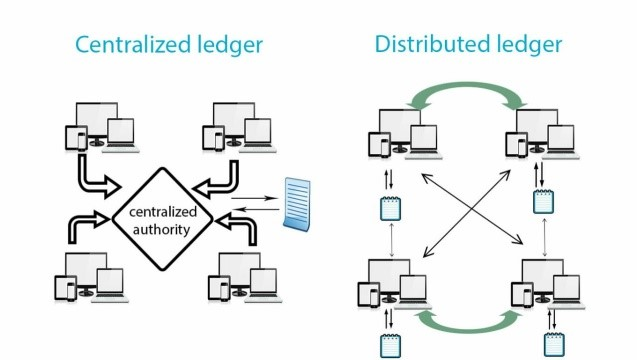 Centralized ledger
Distributed ledger
centralized
authority